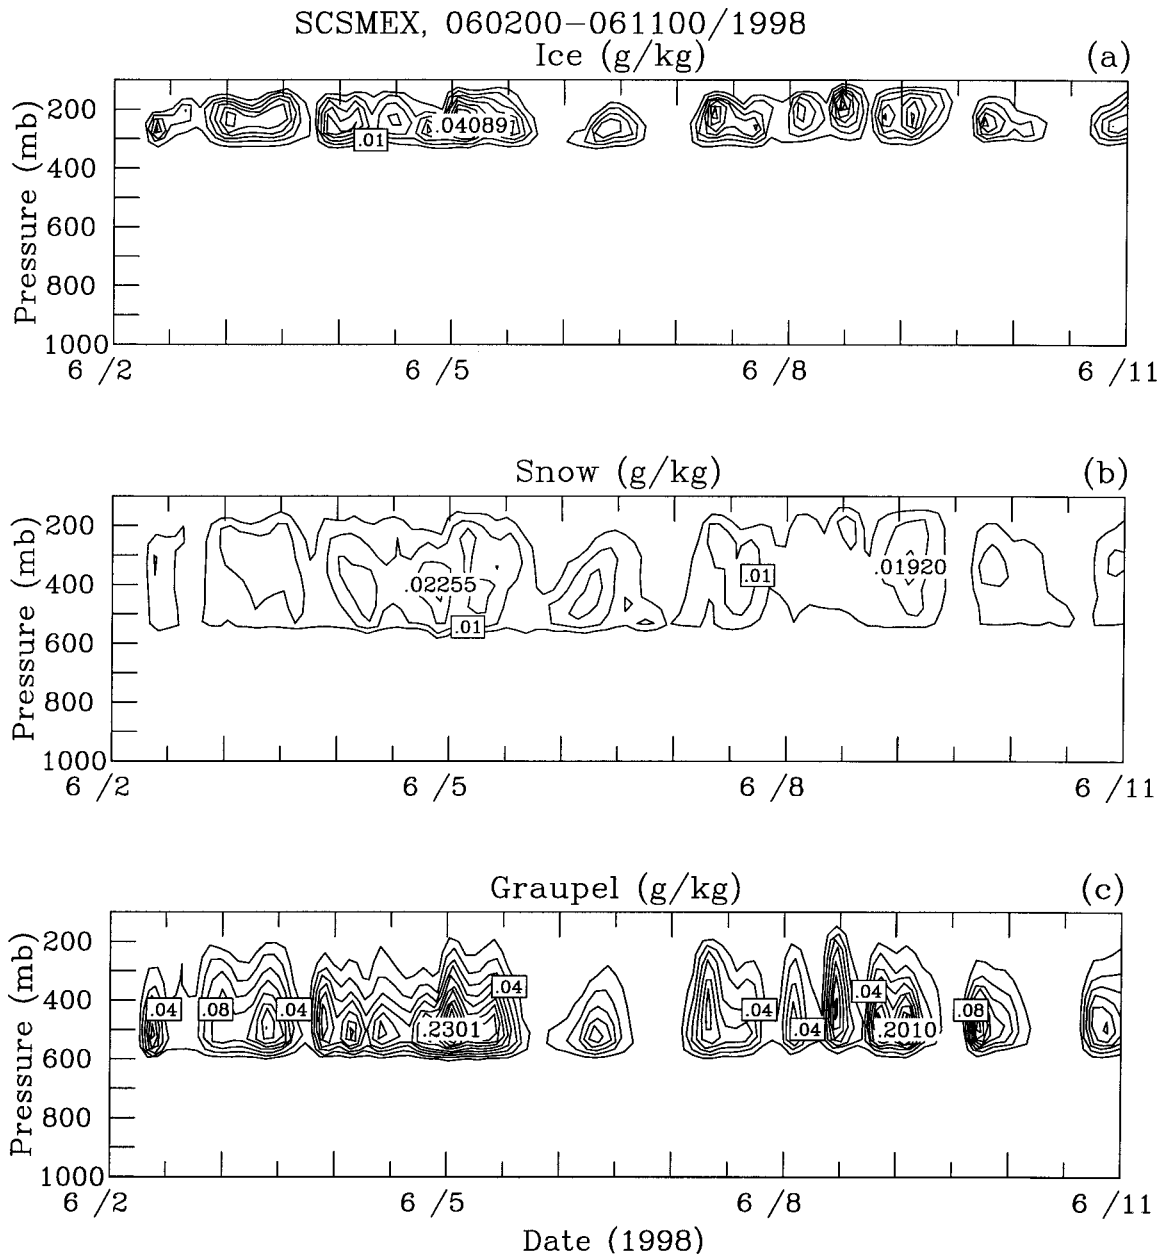 SCSMEX, 060200-061100/1998
Ice (g/kg) (a)
200
400
600
800
1000
Pressure (mb)
.04089
.01
6 /2 6 /5 6 /8 6 /11
Snow (g/kg) (b)
200
400
600
800
1000
Pressure (mb)
.01
.01920
.02255
.01
6 /2 6 /5 6 /8 6 /11
Graupel (g/kg) (c)
200
400
600
800
1000
Pressure (mb)
.04 .08 .04 .04 .04 .04 .08
.2301 .04 .2010
6 /2 6 /5 6 /8 6 /11
Date (1998)